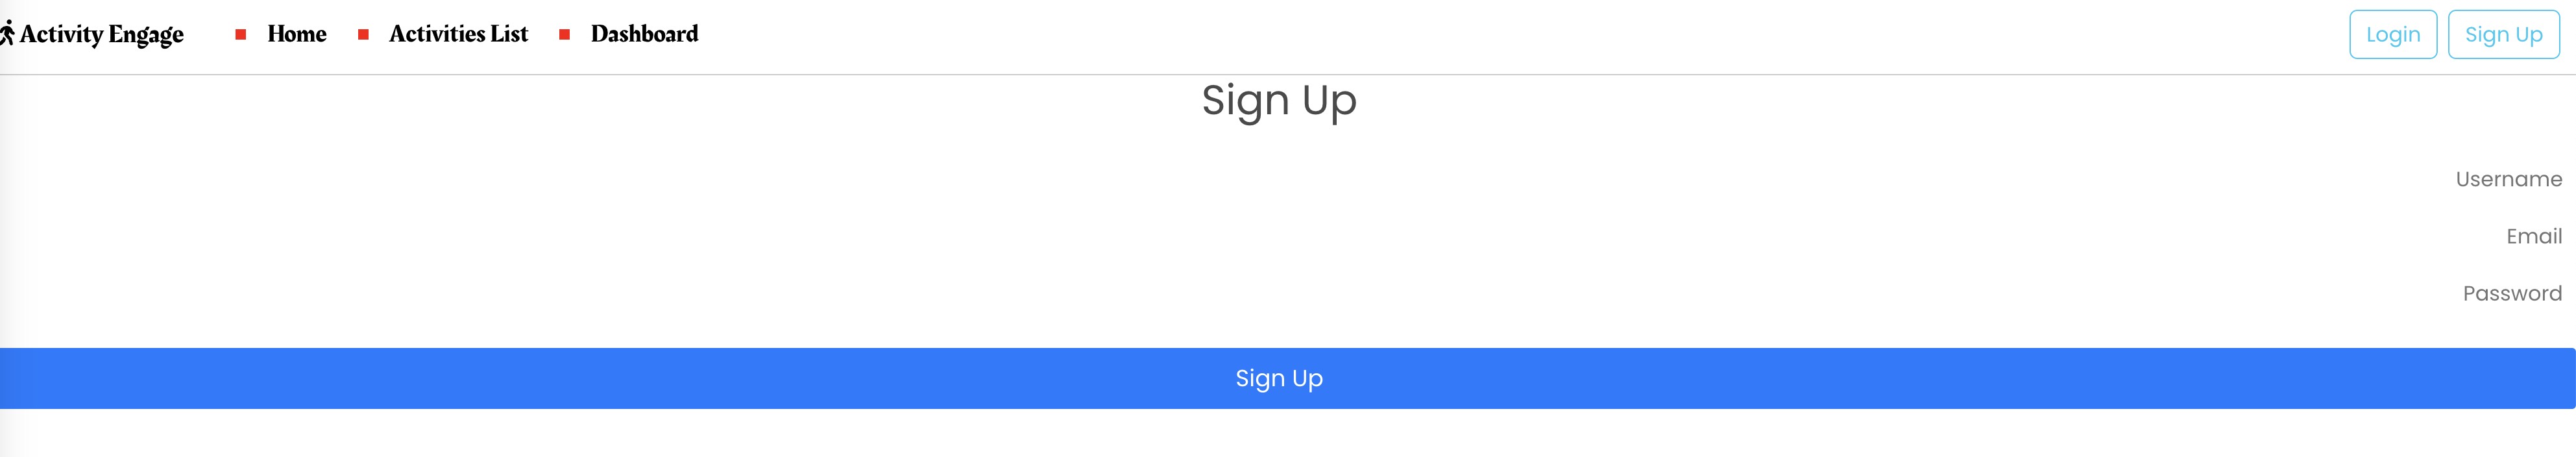 Activity Engage Home Activities List Dashboard Login Sign Up
Sign Up
Username
Email
Password
Sign Up